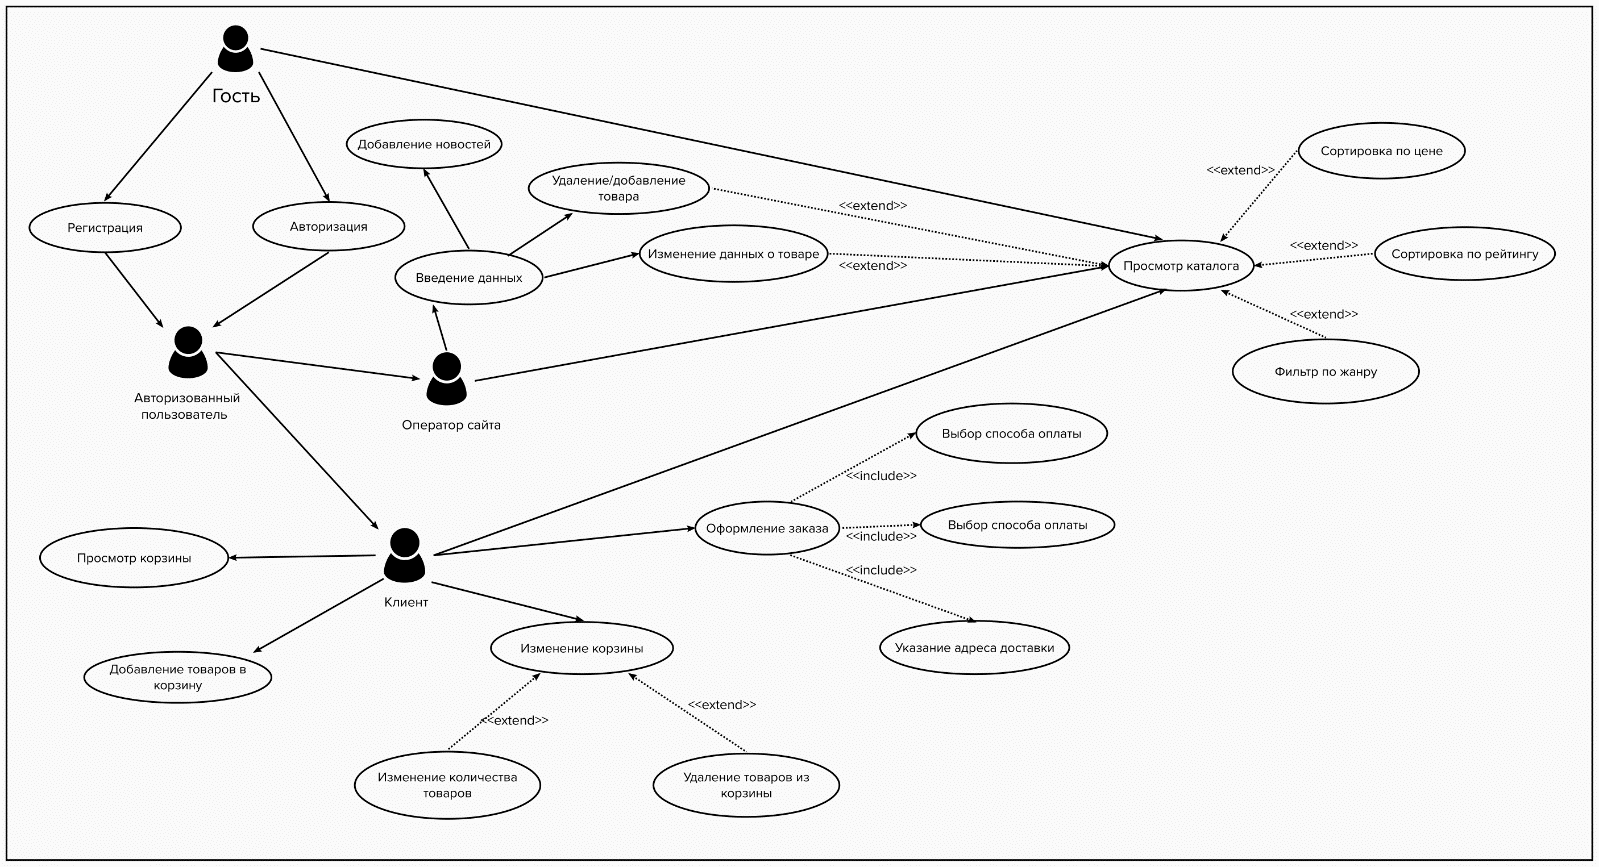 Гость
Добавление новостей
Сортировка по цене
<<extend>>
Удаление/добавление
товара
<<extend>>
Регистрация
Авторизация
<<extend>>
Изменение данных о товаре
Сортировка по рейтингу
<<extend>>
Просмотр каталога
Введение данных
<<extend>>
Фильтр по жанру
Авторизованный
пользователь
Оператор сайта
Выбор способа оплаты
<<include>>
Оформление заказа
Выбор способа оплаты
<<include>>
Просмотр корзины
<<include>>
Клиент
Изменение корзины
Указание адреса доставки
Добавление товаров в
корзину
<<extend>>
<<extend>>
Изменение количества
товаров
Удаление товаров из
корзины